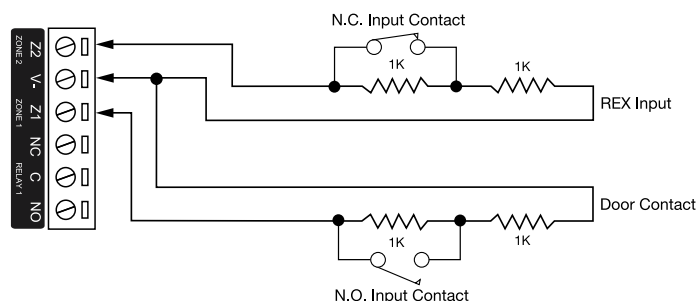 N.C. Input Contact
Z2
ZONE 2
V-
Z1
ZONE 1
NC
C
RELAY 1
NO
1K
1K
REX Input
Door Contact
1K
1K
N.O. Input Contact